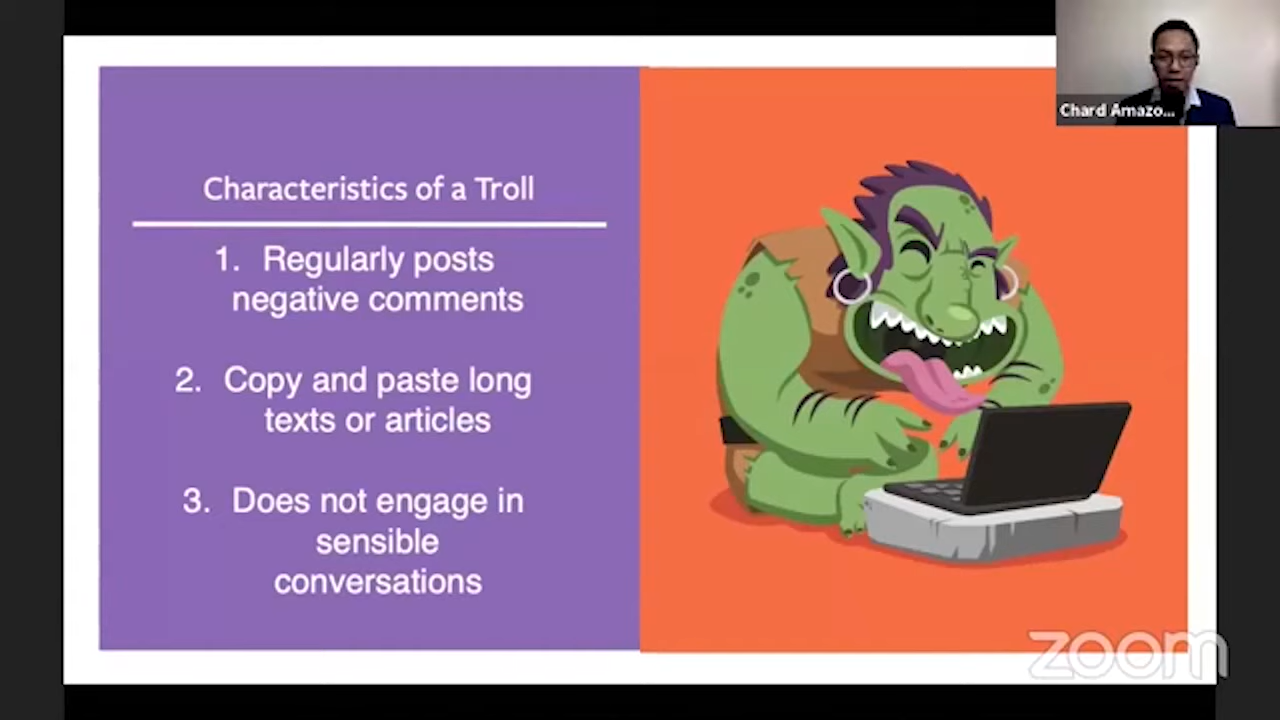 Chard Amazo...
Characteristics of a Troll
1. Regularly posts
negative comments
2. Copy and paste long
texts or articles
3. Does not engage in
sensible
conversations
zoom